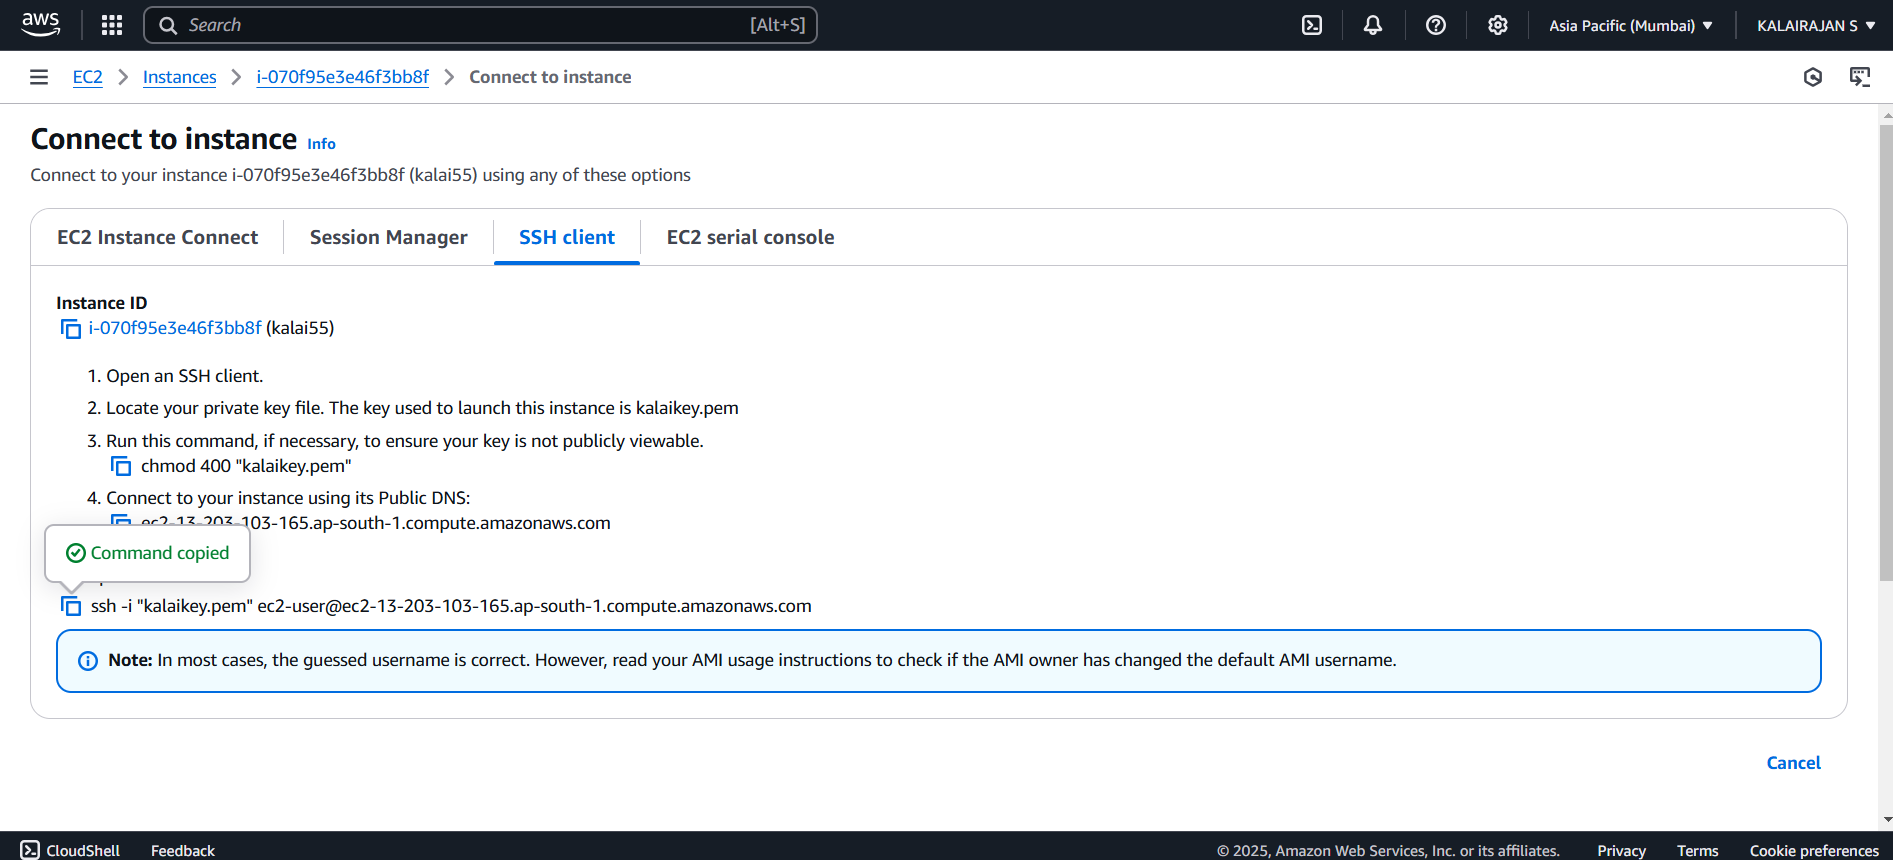 aws
Search [Alt+S]
Asia Pacific (Mumbai)
KALAIRAJAN S
EC2 Instances i-070f95e3e46f3bb8f Connect to instance
Connect to instance Info
Connect to your instance i-070f95e3e46f3bb8f (kalai55) using any of these options
EC2 Instance Connect Session Manager SSH client EC2 serial console
Instance ID
i-070f95e3e46f3bb8f (kalai55)
1. Open an SSH client.
2. Locate your private key file. The key used to launch this instance is kalaikey.pem
3. Run this command, if necessary, to ensure your key is not publicly viewable.
chmod 400 "kalaikey.pem"
4. Connect to your instance using its Public DNS:
ec2-13-203-103-165.ap-south-1.compute.amazonaws.com
Command copied
ssh -i "kalaikey.pem" ec2-user@ec2-13-203-103-165.ap-south-1.compute.amazonaws.com
Note: In most cases, the guessed username is correct. However, read your AMI usage instructions to check if the AMI owner has changed the default AMI username.
Cancel
CloudShell Feedback
© 2025, Amazon Web Services, Inc. or its affiliates. Privacy Terms Cookie preferences